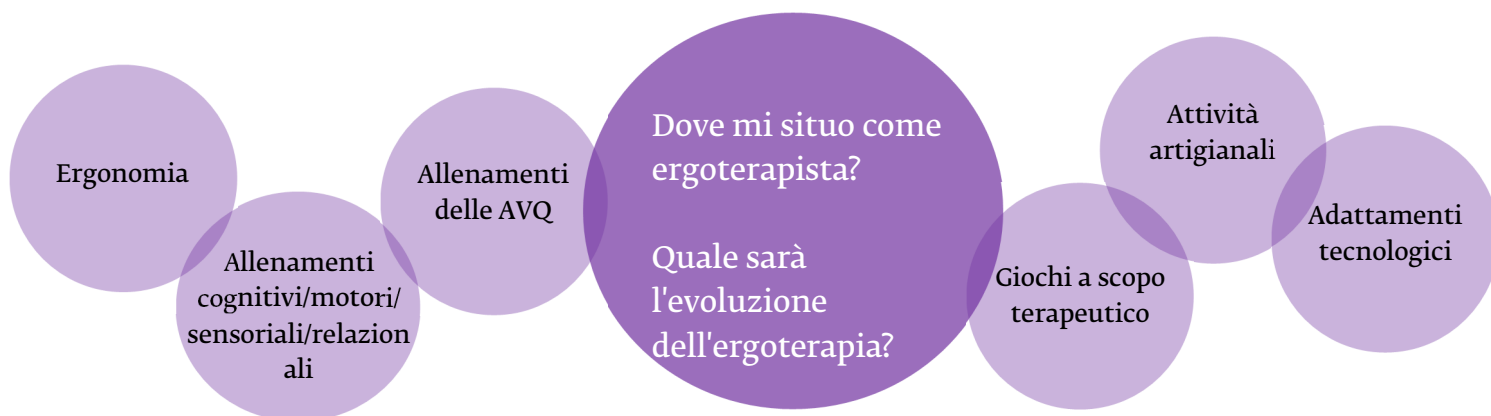 Ergonomia
Allenamenti
cognitivi/motori/
sensoriali/relazion
ali
Allenamenti
delle AVQ
Dove mi situo come
ergoterapista?
Quale sarà
l'evoluzione
dell'ergoterapia?
Giochi a scopo
terapeutico
Attività
artigianali
Adattamenti
tecnologici